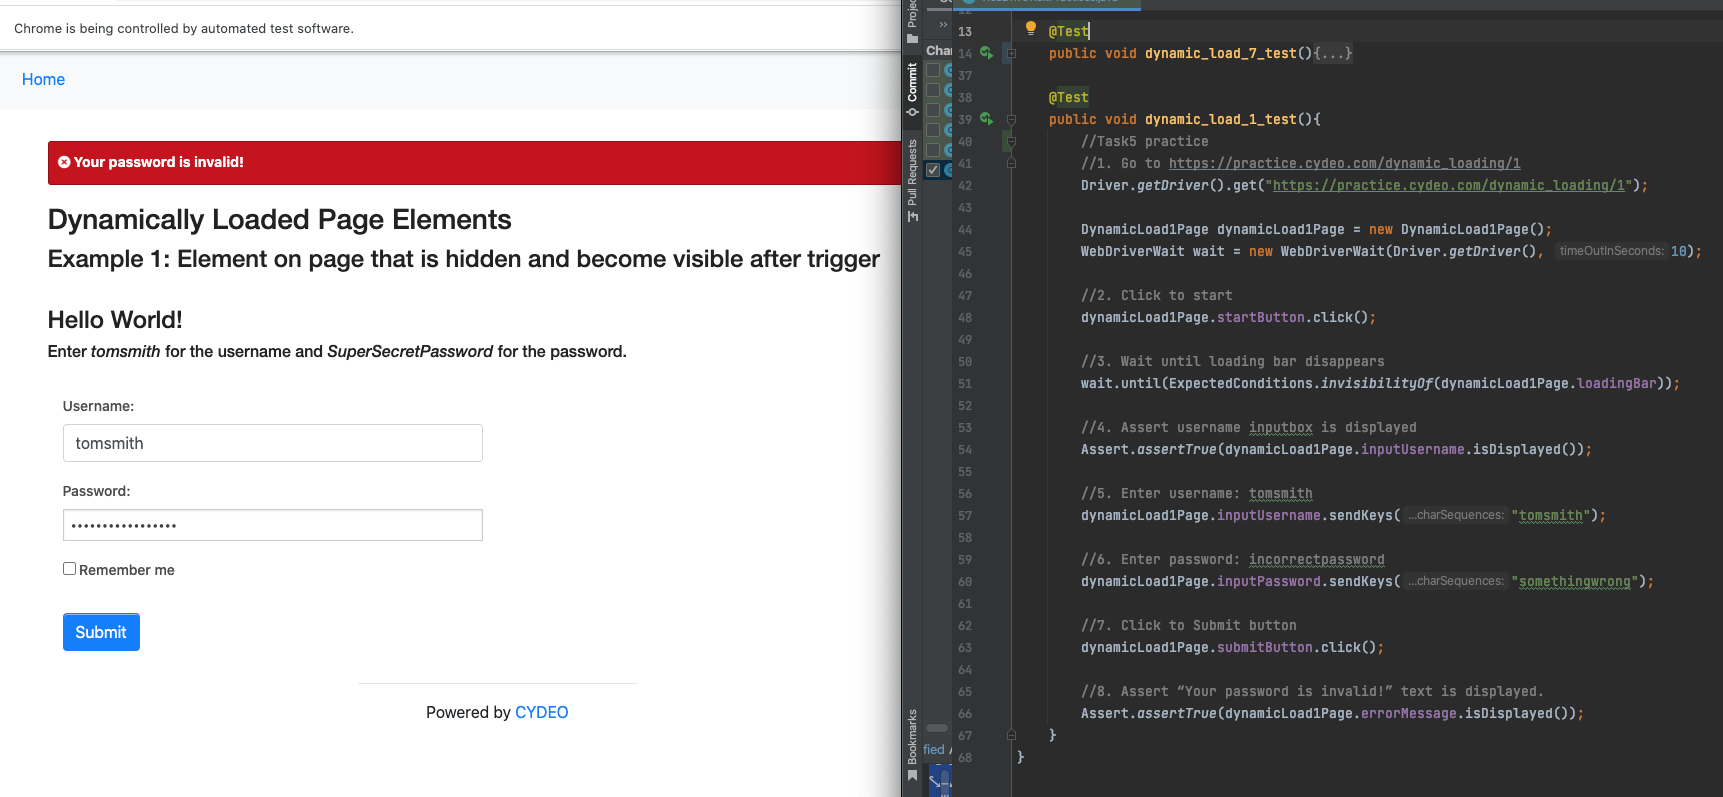 Chrome is being controlled by automated test software.
Home
Your password is invalid!
Dynamically Loaded Page Elements
Example 1: Element on page that is hidden and become visible after trigger
Hello World!
Enter tomsmith for the username and SuperSecretPassword for the password.
Username:
tomsmith
Password:
•••••••••••••••••
Remember me
Submit
Powered by CYDEO
Commit
Pull Requests
Bookmarks
13 @Test
14 public void dynamic_load_7_test(){...}
37
38 @Test
39 public void dynamic_load_1_test(){
40 //Task5 practice
41 //1. Go to https://practice.cydeo.com/dynamic_loading/1
42 Driver.getDriver().get("https://practice.cydeo.com/dynamic_loading/1");
43
44 DynamicLoad1Page dynamicLoad1Page = new DynamicLoad1Page();
45 WebDriverWait wait = new WebDriverWait(Driver.getDriver(), timeOutInSeconds: 10);
46
47 //2. Click to start
48 dynamicLoad1Page.startButton.click();
49
50 //3. Wait until loading bar disappears
51 wait.until(ExpectedConditions.invisibilityOf(dynamicLoad1Page.loadingBar));
52
53 //4. Assert username inputbox is displayed
54 Assert.assertTrue(dynamicLoad1Page.inputUsername.isDisplayed());
55
56 //5. Enter username: tomsmith
57 dynamicLoad1Page.inputUsername.sendKeys( ...charSequences: "tomsmith");
58
59 //6. Enter password: incorrectpassword
60 dynamicLoad1Page.inputPassword.sendKeys( ...charSequences: "somethingwrong");
61
62 //7. Click to Submit button
63 dynamicLoad1Page.submitButton.click();
64
65 //8. Assert “Your password is invalid!” text is displayed.
66 Assert.assertTrue(dynamicLoad1Page.errorMessage.isDisplayed());
67 }
68 }